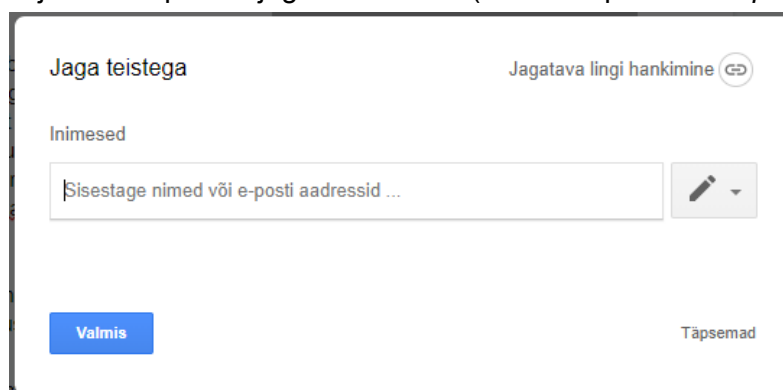 Jaga teistega
Jagatava lingi hankimine
Inimesed
Sisestage nimed või e-posti aadressid ...
Valmis
Täpsemad